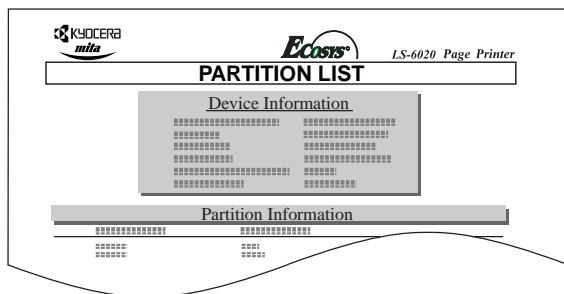 KYOCERA
mita
Ecosys
LS-6020 Page Printer
PARTITION LIST
Device Information
Partition Information